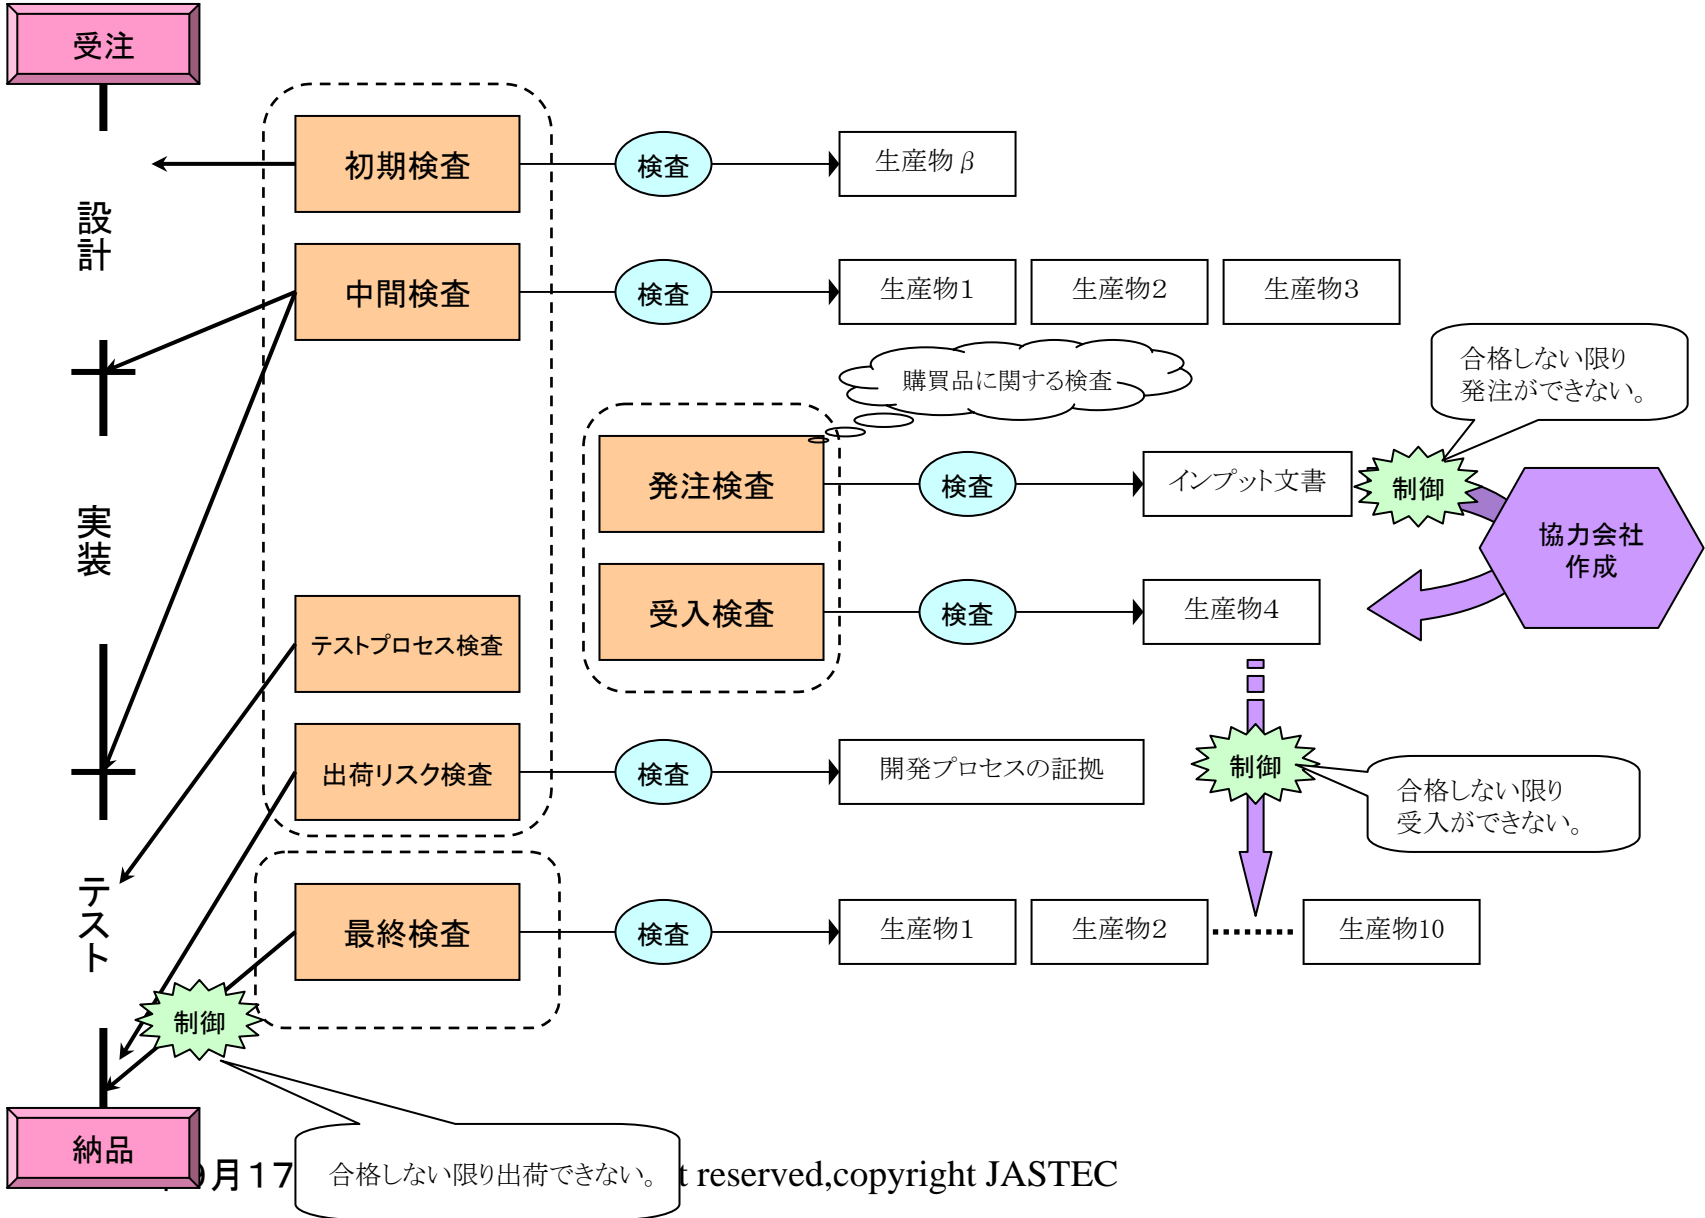 受注
初期検査
検査
生産物β
設計
中間検査
検査
生産物1
生産物2
生産物3
合格しない限り
発注ができない。
購買品に関する検査
発注検査
検査
インプット文書
制御
協力会社
作成
実装
受入検査
検査
生産物4
テストプロセス検査
出荷リスク検査
検査
開発プロセスの証拠
制御
合格しない限り
受入ができない。
テスト
最終検査
検査
生産物1
生産物2
生産物10
制御
納品
月17
合格しない限り出荷できない。
t reserved,copyright JASTEC